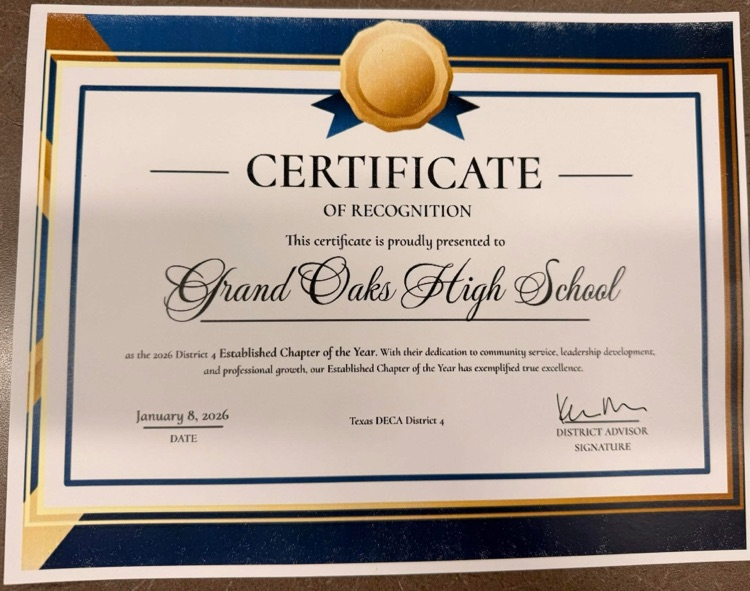 CERTIFICATE
OF RECOGNITION
This certificate is proudly presented to
Grand Oaks High School
as the 2026 District 4 Established Chapter of the Year. With their dedication to community service, leadership development,
and professional growth, our Established Chapter of the Year has exemplified true excellence.
January 8, 2026
DATE
Texas DECA District 4
DISTRICT ADVISOR
SIGNATURE